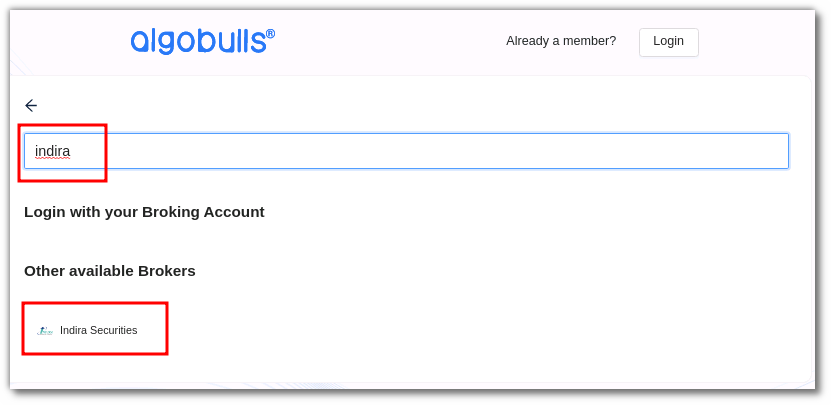 algobulls®
Already a member? Login
indira
Login with your Broking Account
Other available Brokers
Indira Securities